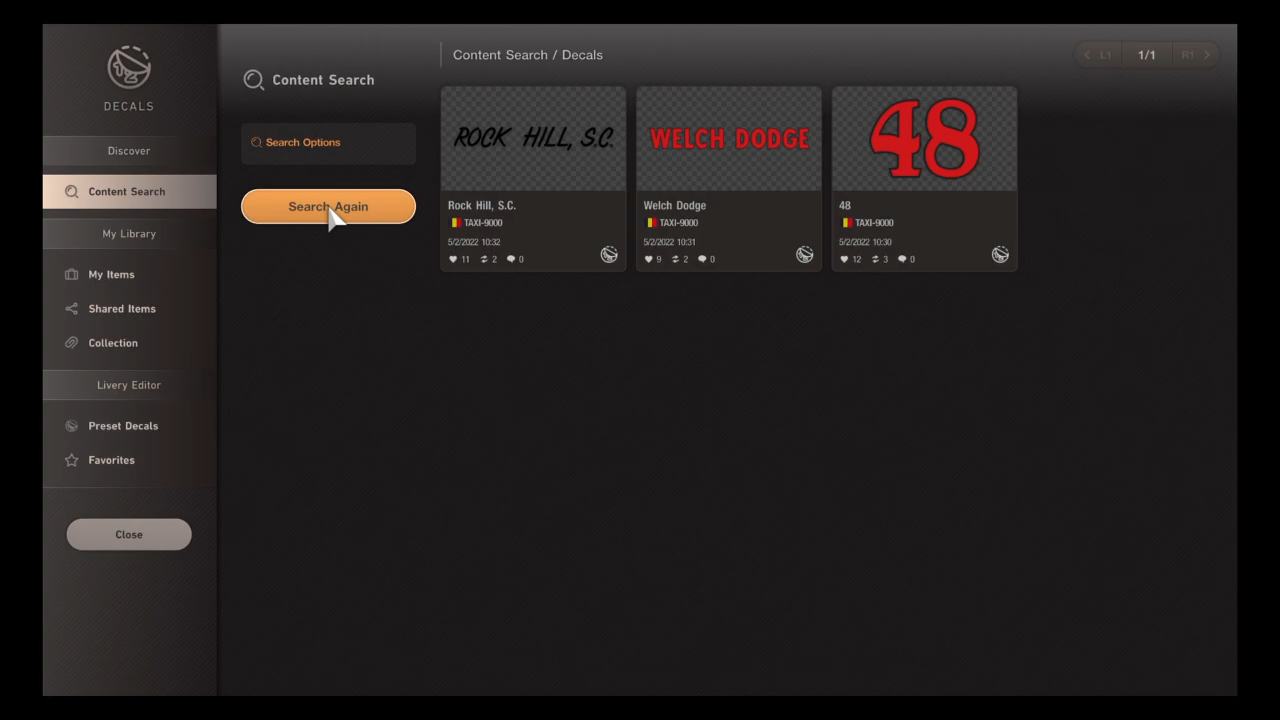 DECALS
Discover
Content Search
My Library
My Items
Shared Items
Collection
Livery Editor
Preset Decals
Favorites
Close
Content Search
Search Options
Search Again
Content Search / Decals
L1 1/1 R1
ROCK HILL, S.C.
Rock Hill, S.C.
TAXI-9000
5/2/2022 10:32
11 2 0
WELCH DODGE
Welch Dodge
TAXI-9000
5/2/2022 10:31
9 2 0
48
48
TAXI-9000
5/2/2022 10:30
12 3 0